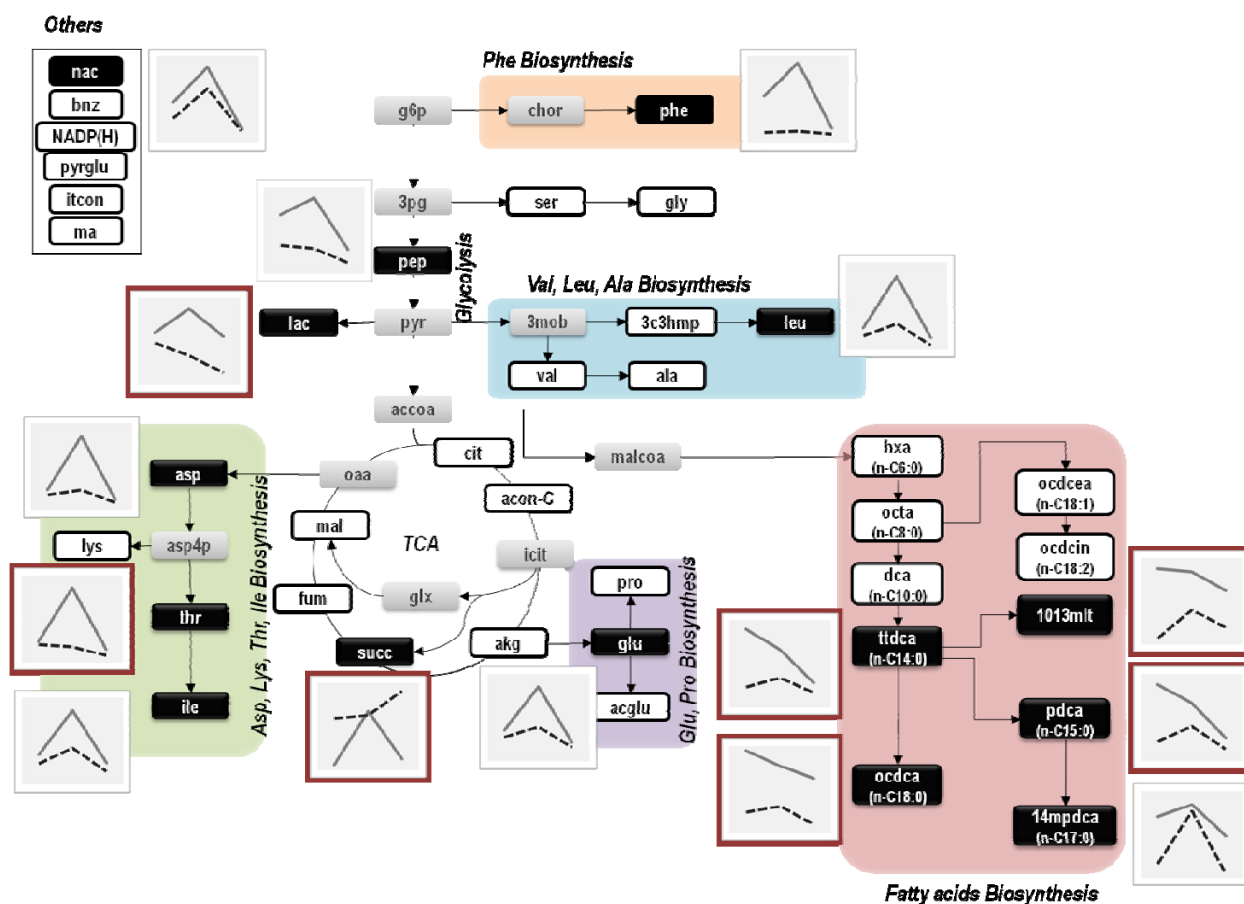 Others
nac
bnz
NADP(H)
pyrglu
itcon
ma
Phe Biosynthesis
g6p
chor
phe
3pg
ser
gly
pep
Glycolysis
Val, Leu, Ala Biosynthesis
lac
pyr
3mob
3c3hmp
leu
val
ala
accoa
cit
malcoa
oaa
acon-C
mal
TCA
icit
glx
fum
succ
akg
asp
lys
asp4p
thr
ile
Asp, Lys, Thr, Ile Biosynthesis
pro
glu
acglu
Glu, Pro Biosynthesis
hxa
(n-C6:0)
octa
(n-C8:0)
dca
(n-C10:0)
ttdca
(n-C14:0)
ocdca
(n-C18:0)
ocdcea
(n-C18:1)
ocdcin
(n-C18:2)
1013mlt
pdca
(n-C15:0)
14mpdca
(n-C17:0)
Fatty acids Biosynthesis